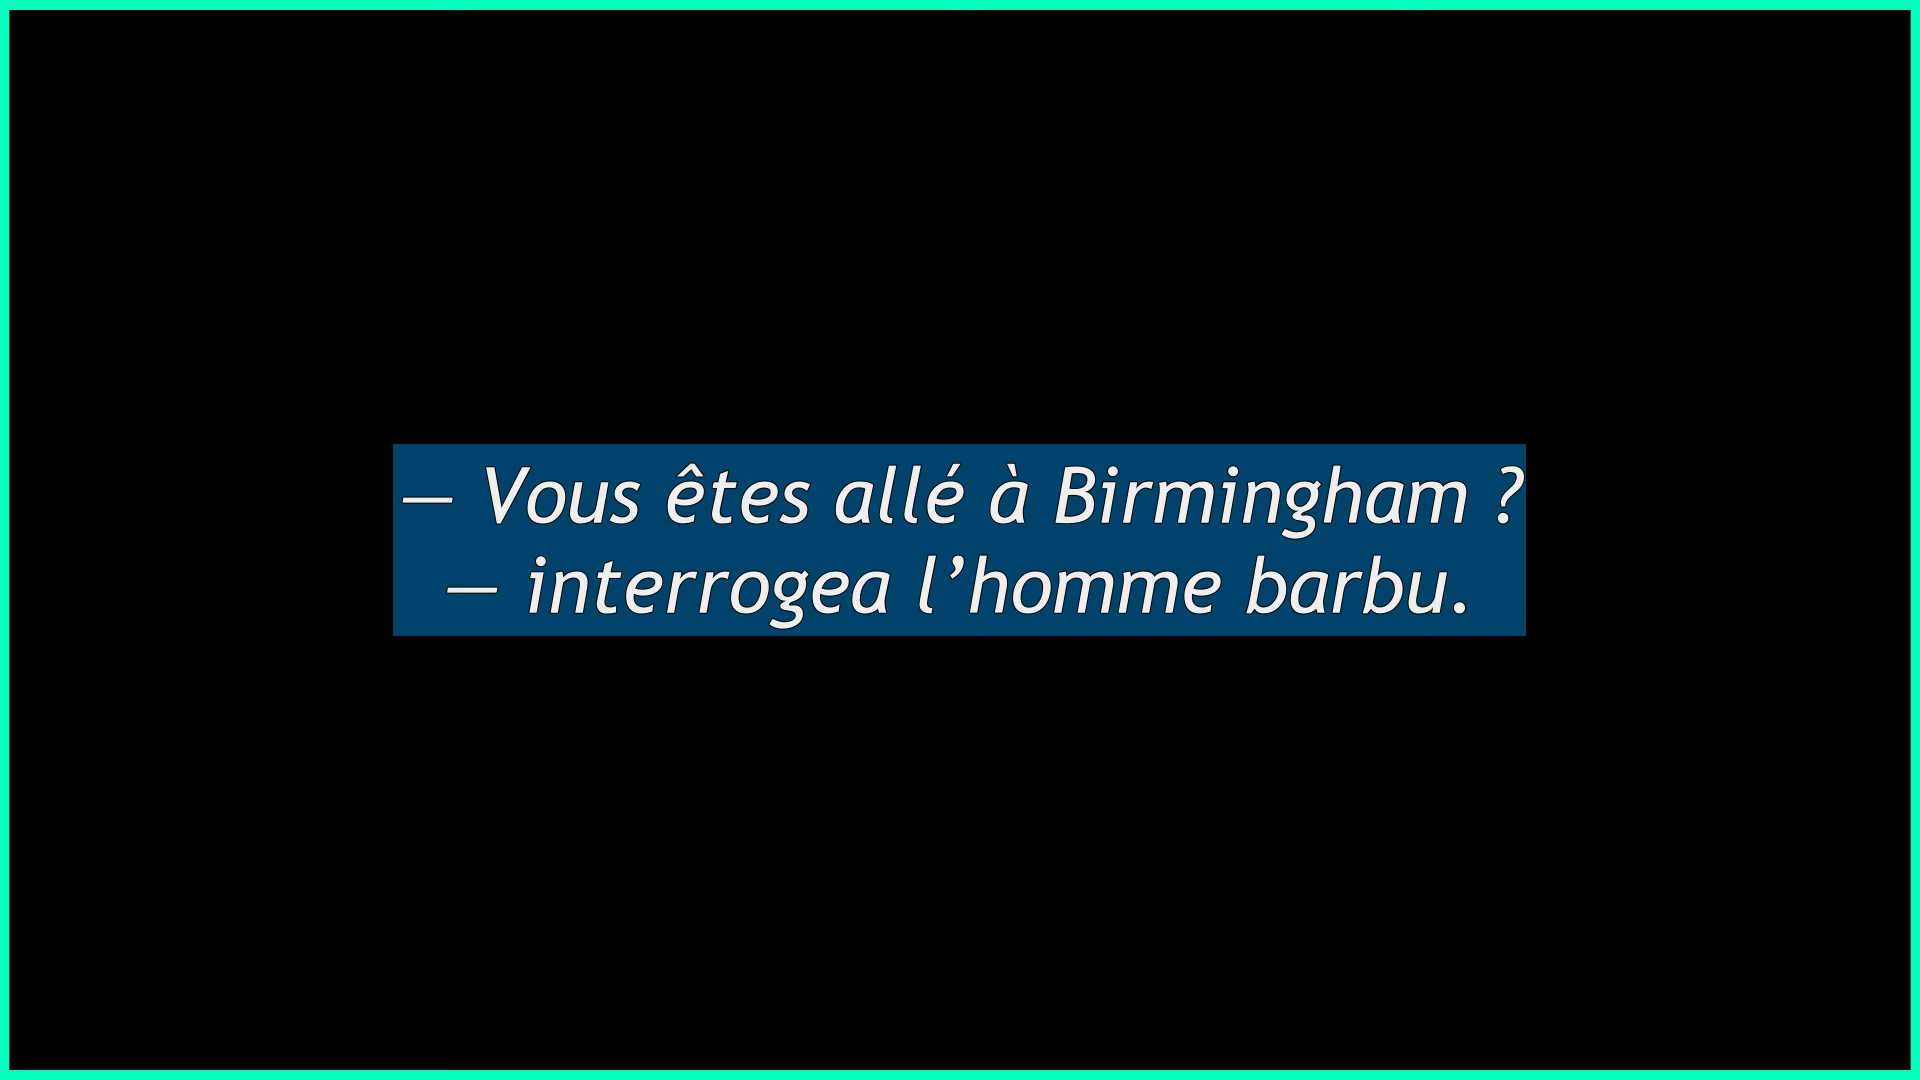 — Vous êtes allé à Birmingham ?
— interrogea l’homme barbu.